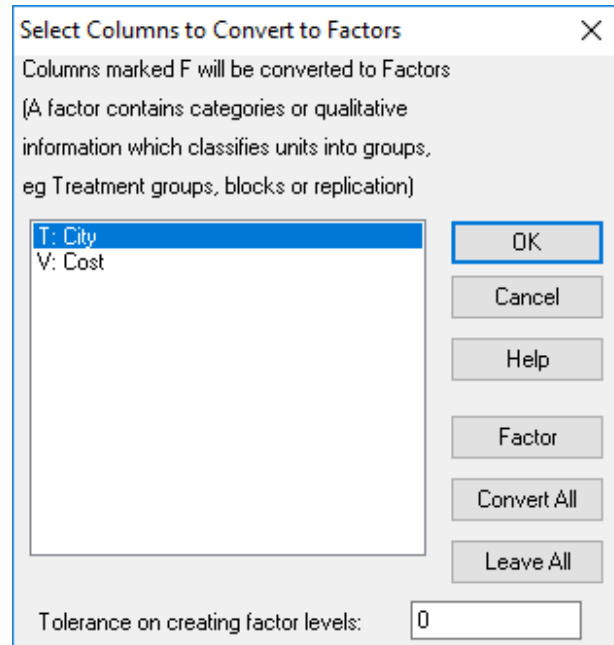 Select Columns to Convert to Factors
Columns marked F will be converted to Factors
(A factor contains categories or qualitative
information which classifies units into groups,
eg Treatment groups, blocks or replication)
T: City
V: Cost
OK
Cancel
Help
Factor
Convert All
Leave All
Tolerance on creating factor levels: 0